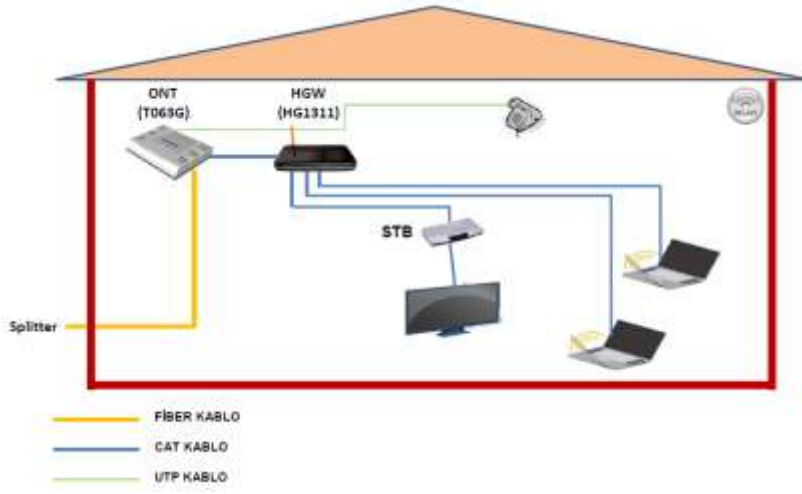 ONT
(T063G)
HGW
(HG1311)
STB
Splitter
FİBER KABLO
CAT KABLO
UTP KABLO